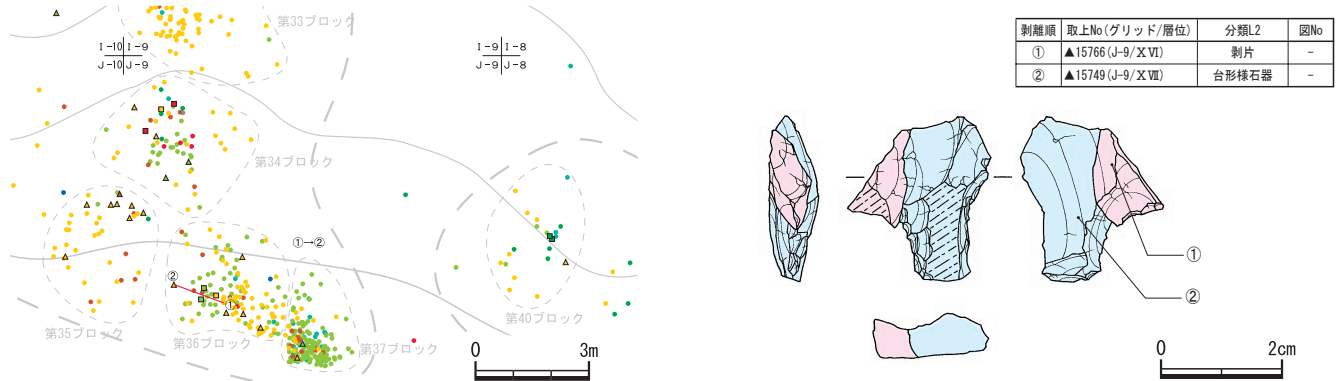 第33ブロック
Ⅰ-10 Ⅰ-9
J-10 J-9
Ⅰ-9 Ⅰ-8
J-9 J-8
第34ブロック
①→②
②
①
第35ブロック
第36ブロック
第37ブロック
第40ブロック
0 3m
剥離順 取上No(グリッド/層位) 分類L2 図No
① ▲15766(J-9/ⅩⅥ) 剥片 -
② ▲15749(J-9/ⅩⅦ) 台形様石器 -
①
②
0 2cm